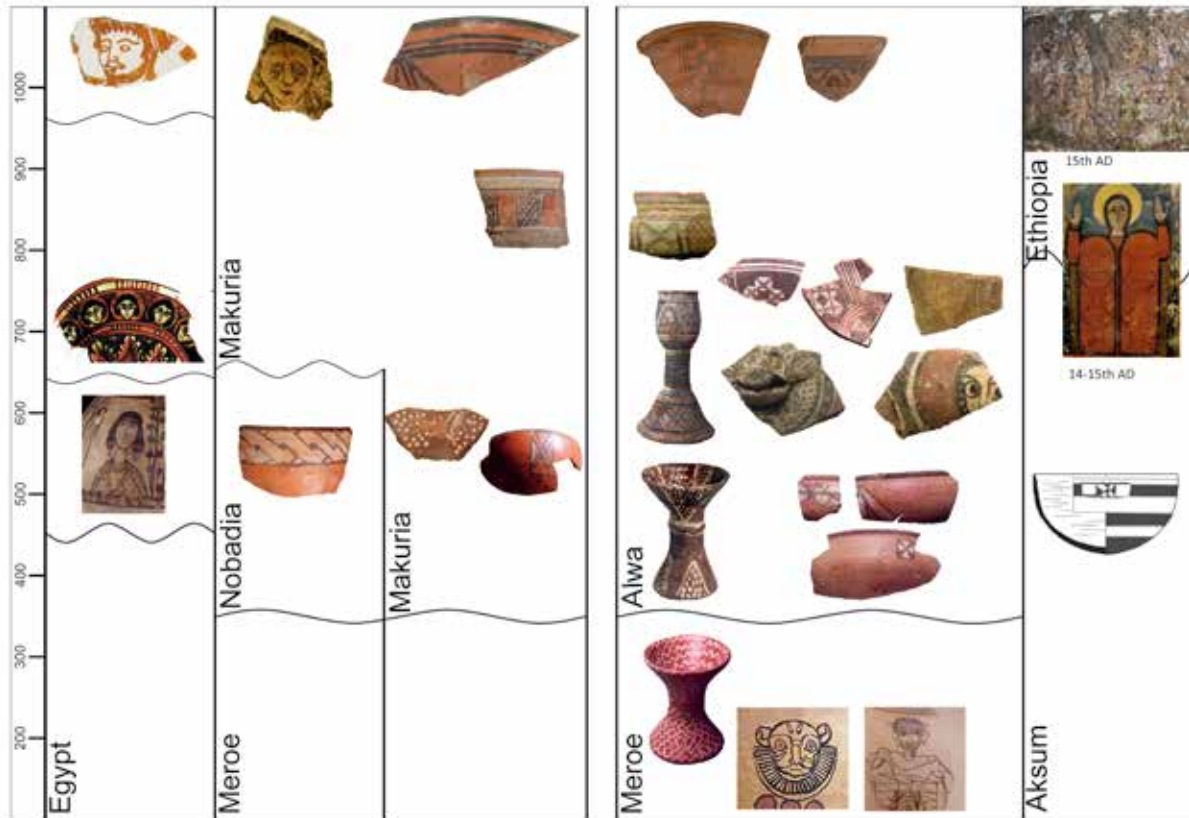 1000
900
800
700
600
500
400
300
200
Egypt
Makuria
Nobadia
Meroe
Makuria
Alwa
Meroe
15th AD
Ethiopia
14-15th AD
Aksum